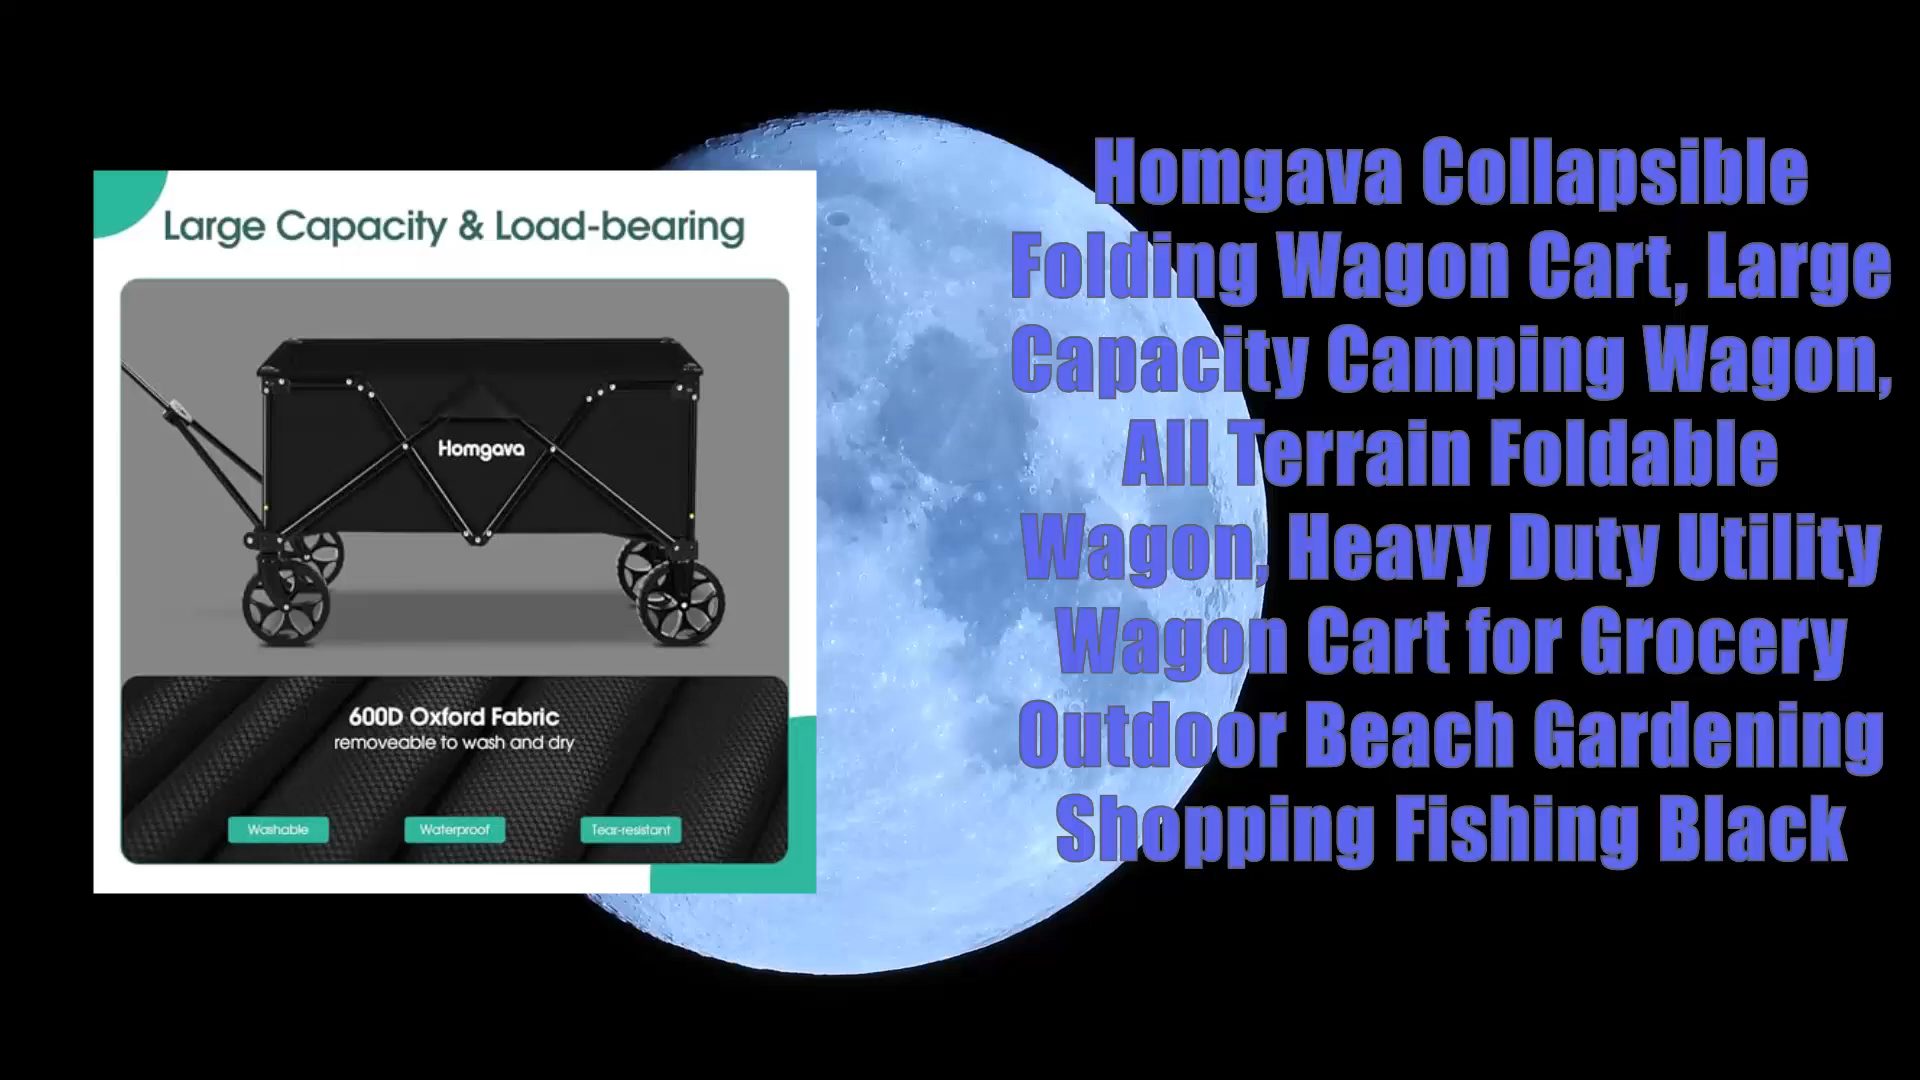 Large Capacity & Load-bearing
Homgava
600D Oxford Fabric
removeable to wash and dry
Washable
Waterproof
Tear-resistant
Homgava Collapsible
Folding Wagon Cart, Large
Capacity Camping Wagon,
All Terrain Foldable
Wagon, Heavy Duty Utility
Wagon Cart for Grocery
Outdoor Beach Gardening
Shopping Fishing Black